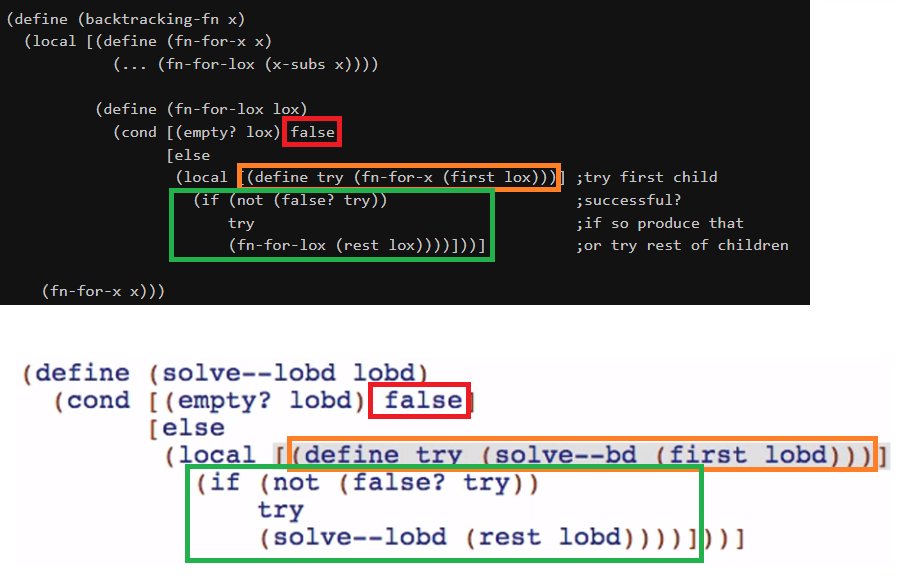 (define (backtracking-fn x)
(local [(define (fn-for-x x)
(... (fn-for-lox (x-subs x))))
(define (fn-for-lox lox)
(cond [(empty? lox) false
[else
(local [(define try (fn-for-x (first lox)))] ;try first child
(if (not (false? try)) ;successful?
try ;if so produce that
(fn-for-lox (rest lox))))]))] ;or try rest of children
(fn-for-x x)))
(define (solve--lobd lobd)
(cond [(empty? lobd) false]
[else
(local [(define try (solve--bd (first lobd)))]
(if (not (false? try))
try
(solve--lobd (rest lobd))))]))]